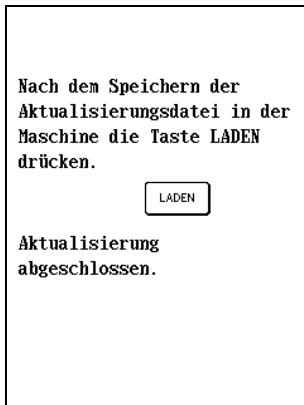 Nach dem Speichern der
Aktualisierungsdatei in der
Maschine die Taste LADEN
drücken.
LADEN
Aktualisierung
abgeschlossen.